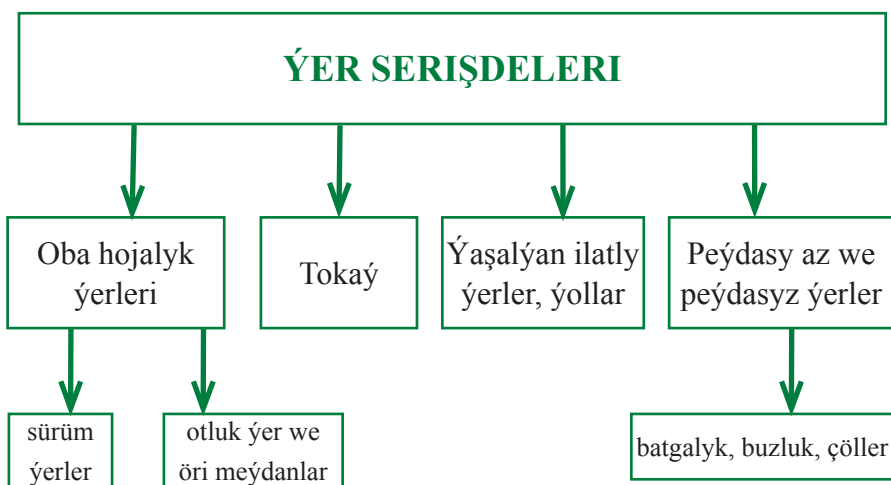 ÝER SERIŞDELERI
Oba hojalyk
ýerleri
Tokaý
Ýaşalýan ilatly
ýerler, ýollar
Peýdasy az we
peýdasyz ýerler
sürüm
ýerler
otluk ýer we
öri meýdanlar
batgalyk, buzluk, çöller